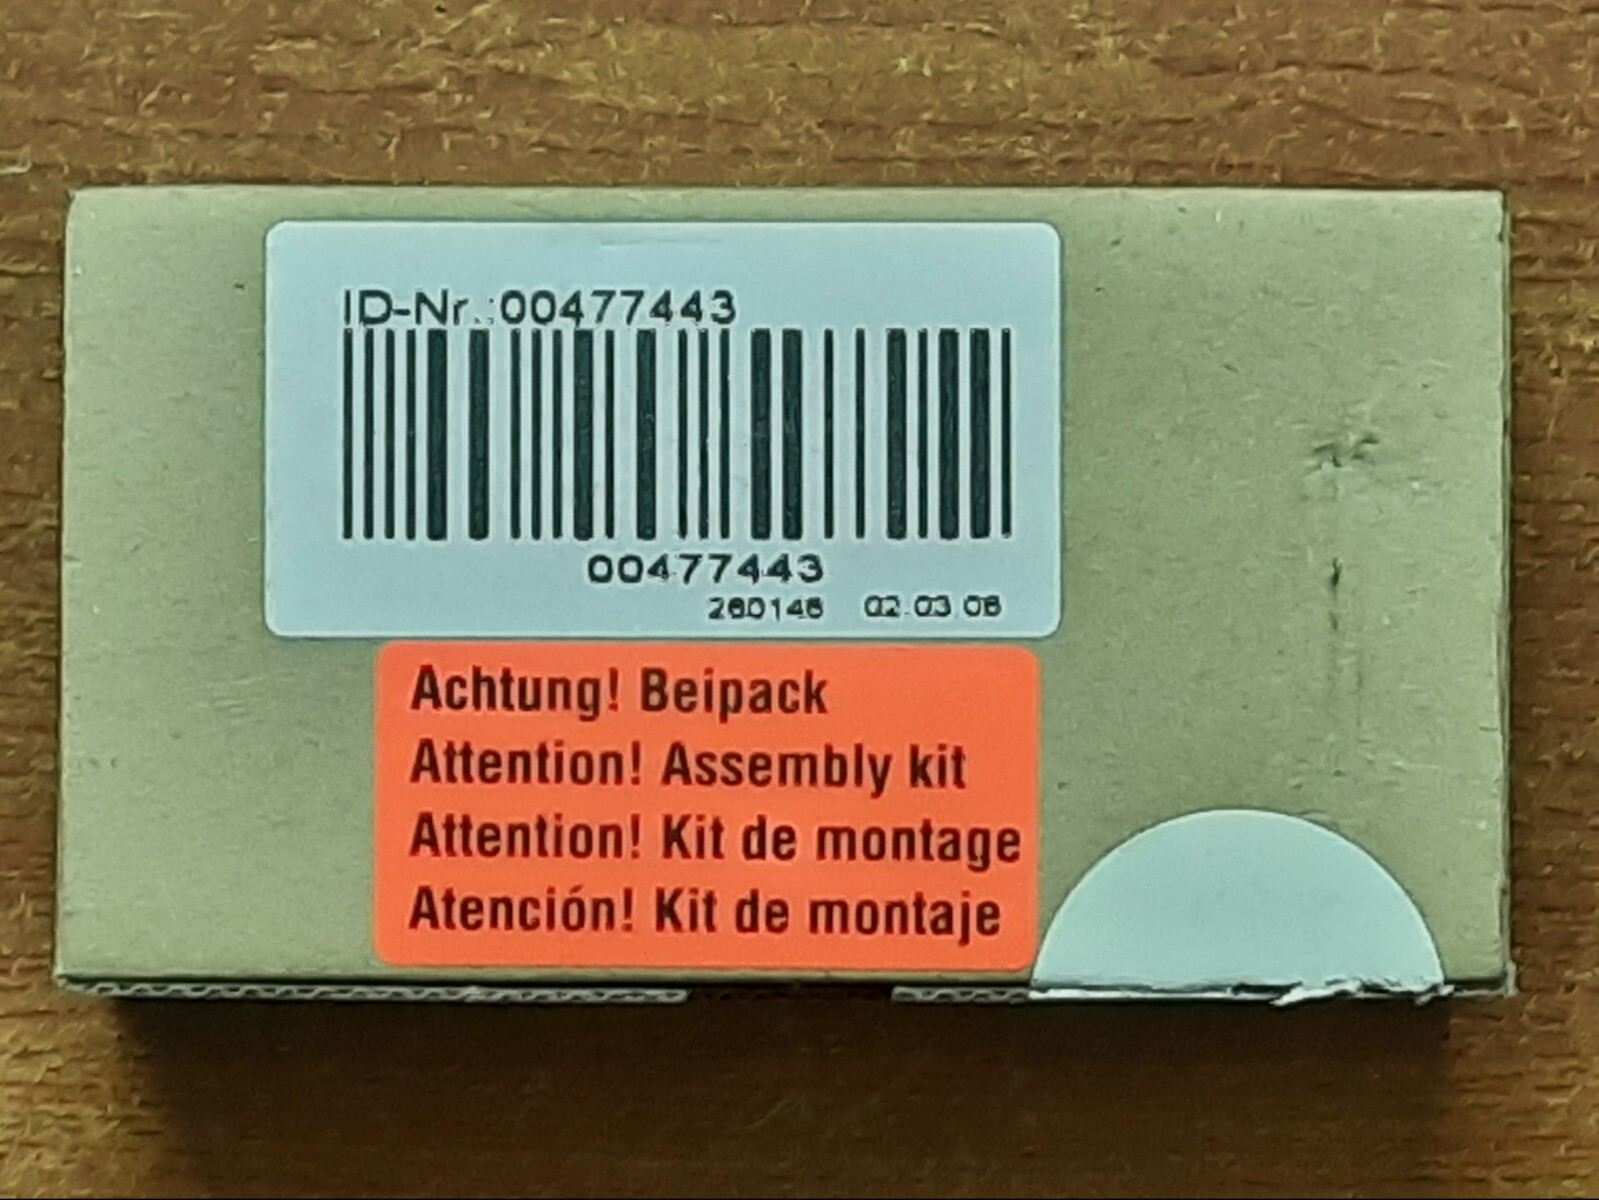 ID-Nr.:00477443
00477443
260146 02.03.06
Achtung! Beipack
Attention! Assembly kit
Attention! Kit de montage
Atención! Kit de montaje